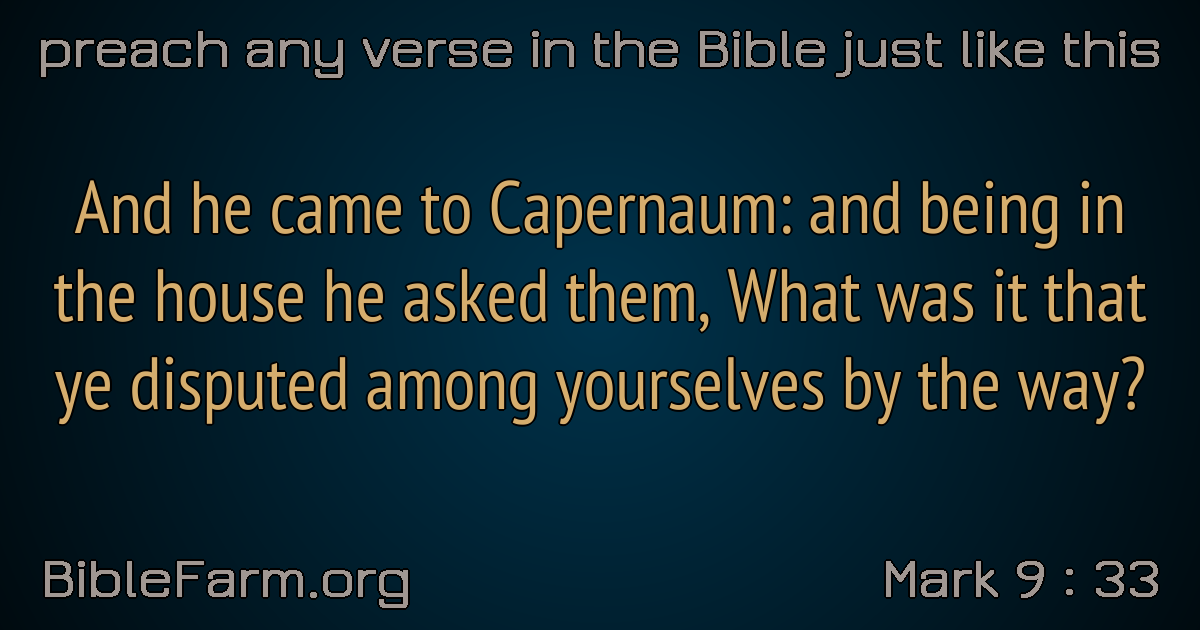 preach any verse in the Bible just like this
And he came to Capernaum: and being in
the house he asked them, What was it that
ye disputed among yourselves by the way?
BibleFarm.org
Mark 9 : 33